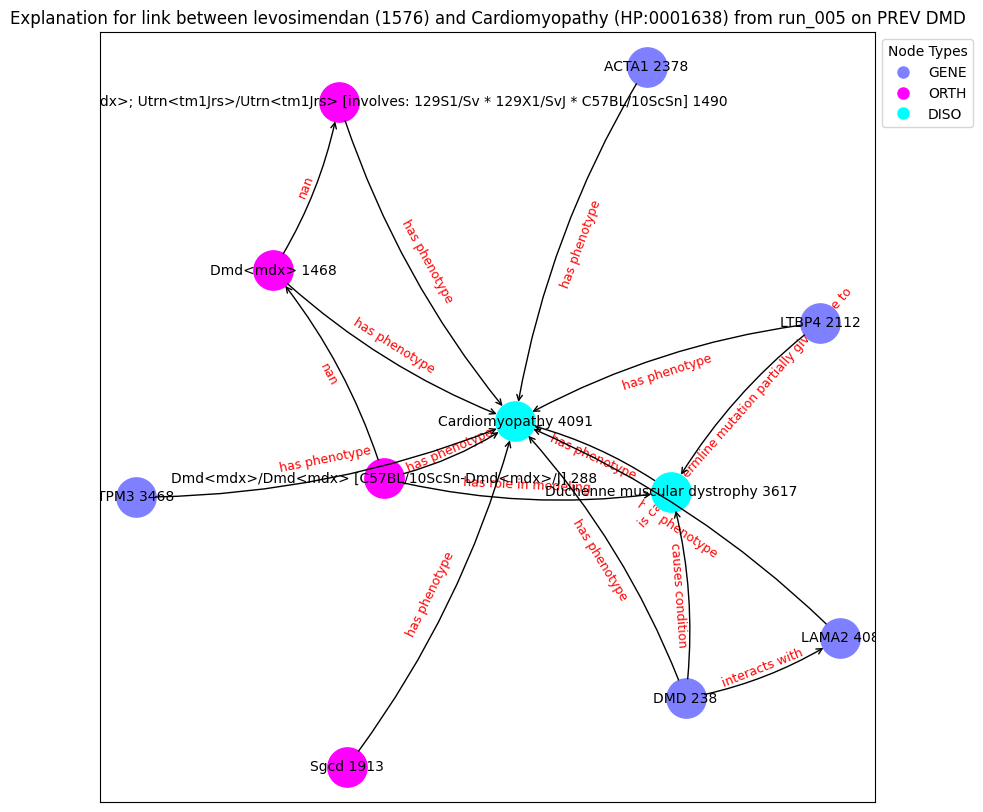 Explanation for link between levosimendan (1576) and Cardiomyopathy (HP:0001638) from run_005 on PREV DMD
Node Types
GENE
ORTH
DISO
ACTA1 2378
dx>; Utrn<tm1Jrs>/Utrn<tm1Jrs> [involves: 129S1/Sv * 129X1/SvJ * C57BL/10ScSn] 1490
nan
has phenotype
has phenotype
Dmd<mdx> 1468
LTBP4 2112
has phenotype
has phenotype
nan
ermline mutation partially giv
e to
Cardiomyopathy 4091
has phenotype
has phenotype
has phenotype
Dmd<mdx>/Dmd<mdx> [C57BL/10ScSn-Dmd<mdx>/J] 288
has role in modeling
Duchenne muscular dystrophy 3617
TPM3 3468
is ca
phenotype
has phenotype
causes condition
has phenotype
LAMA2 408
interacts with
DMD 238
Sgcd 1913